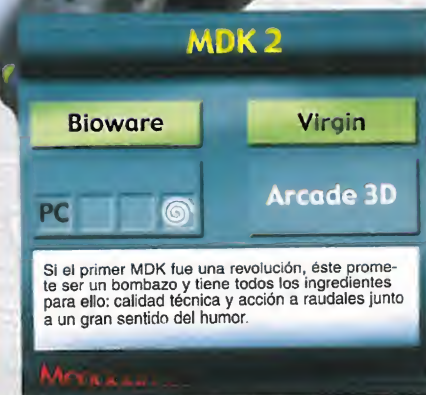 MDK 2
Bioware
Virgin
PC
Arcade 3D
Si el primer MDK fue una revolución, éste prome-
te ser un bombazo y tiene todos los ingredientes
para ello: calidad técnica y acción a raudales junto
a un gran sentido del humor.